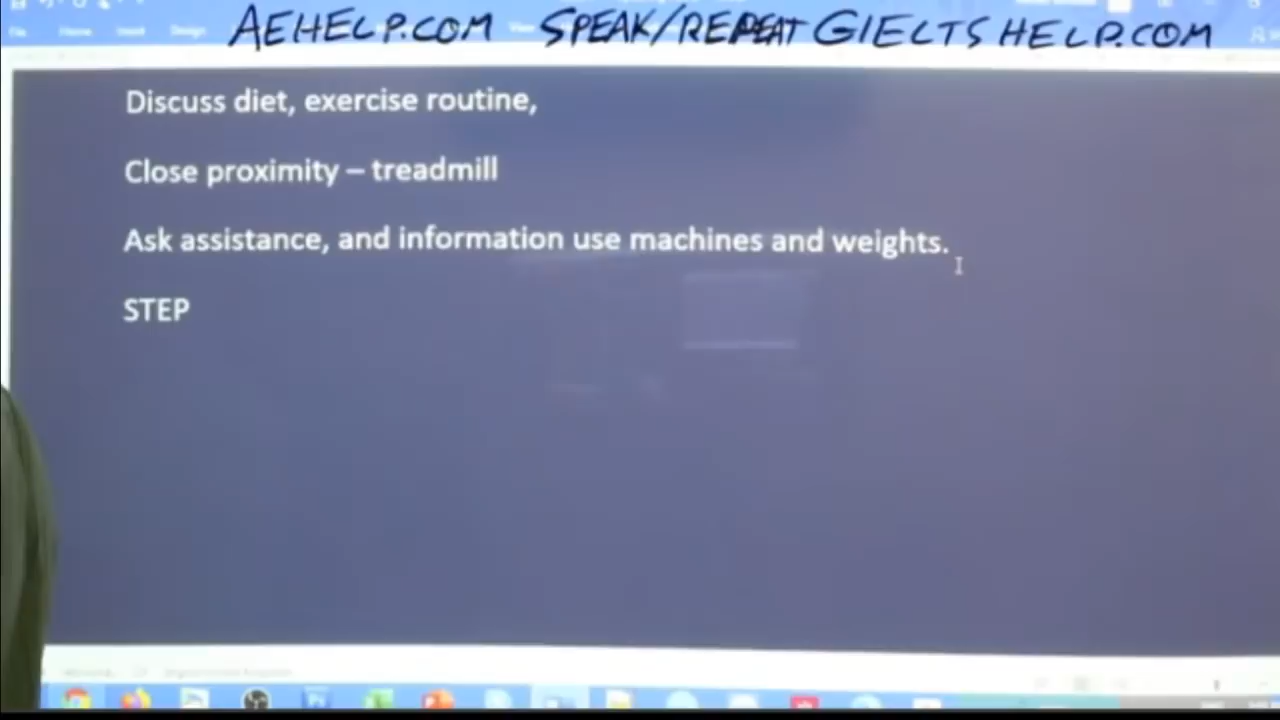 AEHELP.COM SPEAK/REPEAT GIELTSHELP.COM
Discuss diet, exercise routine,
Close proximity – treadmill
Ask assistance, and information use machines and weights.
STEP